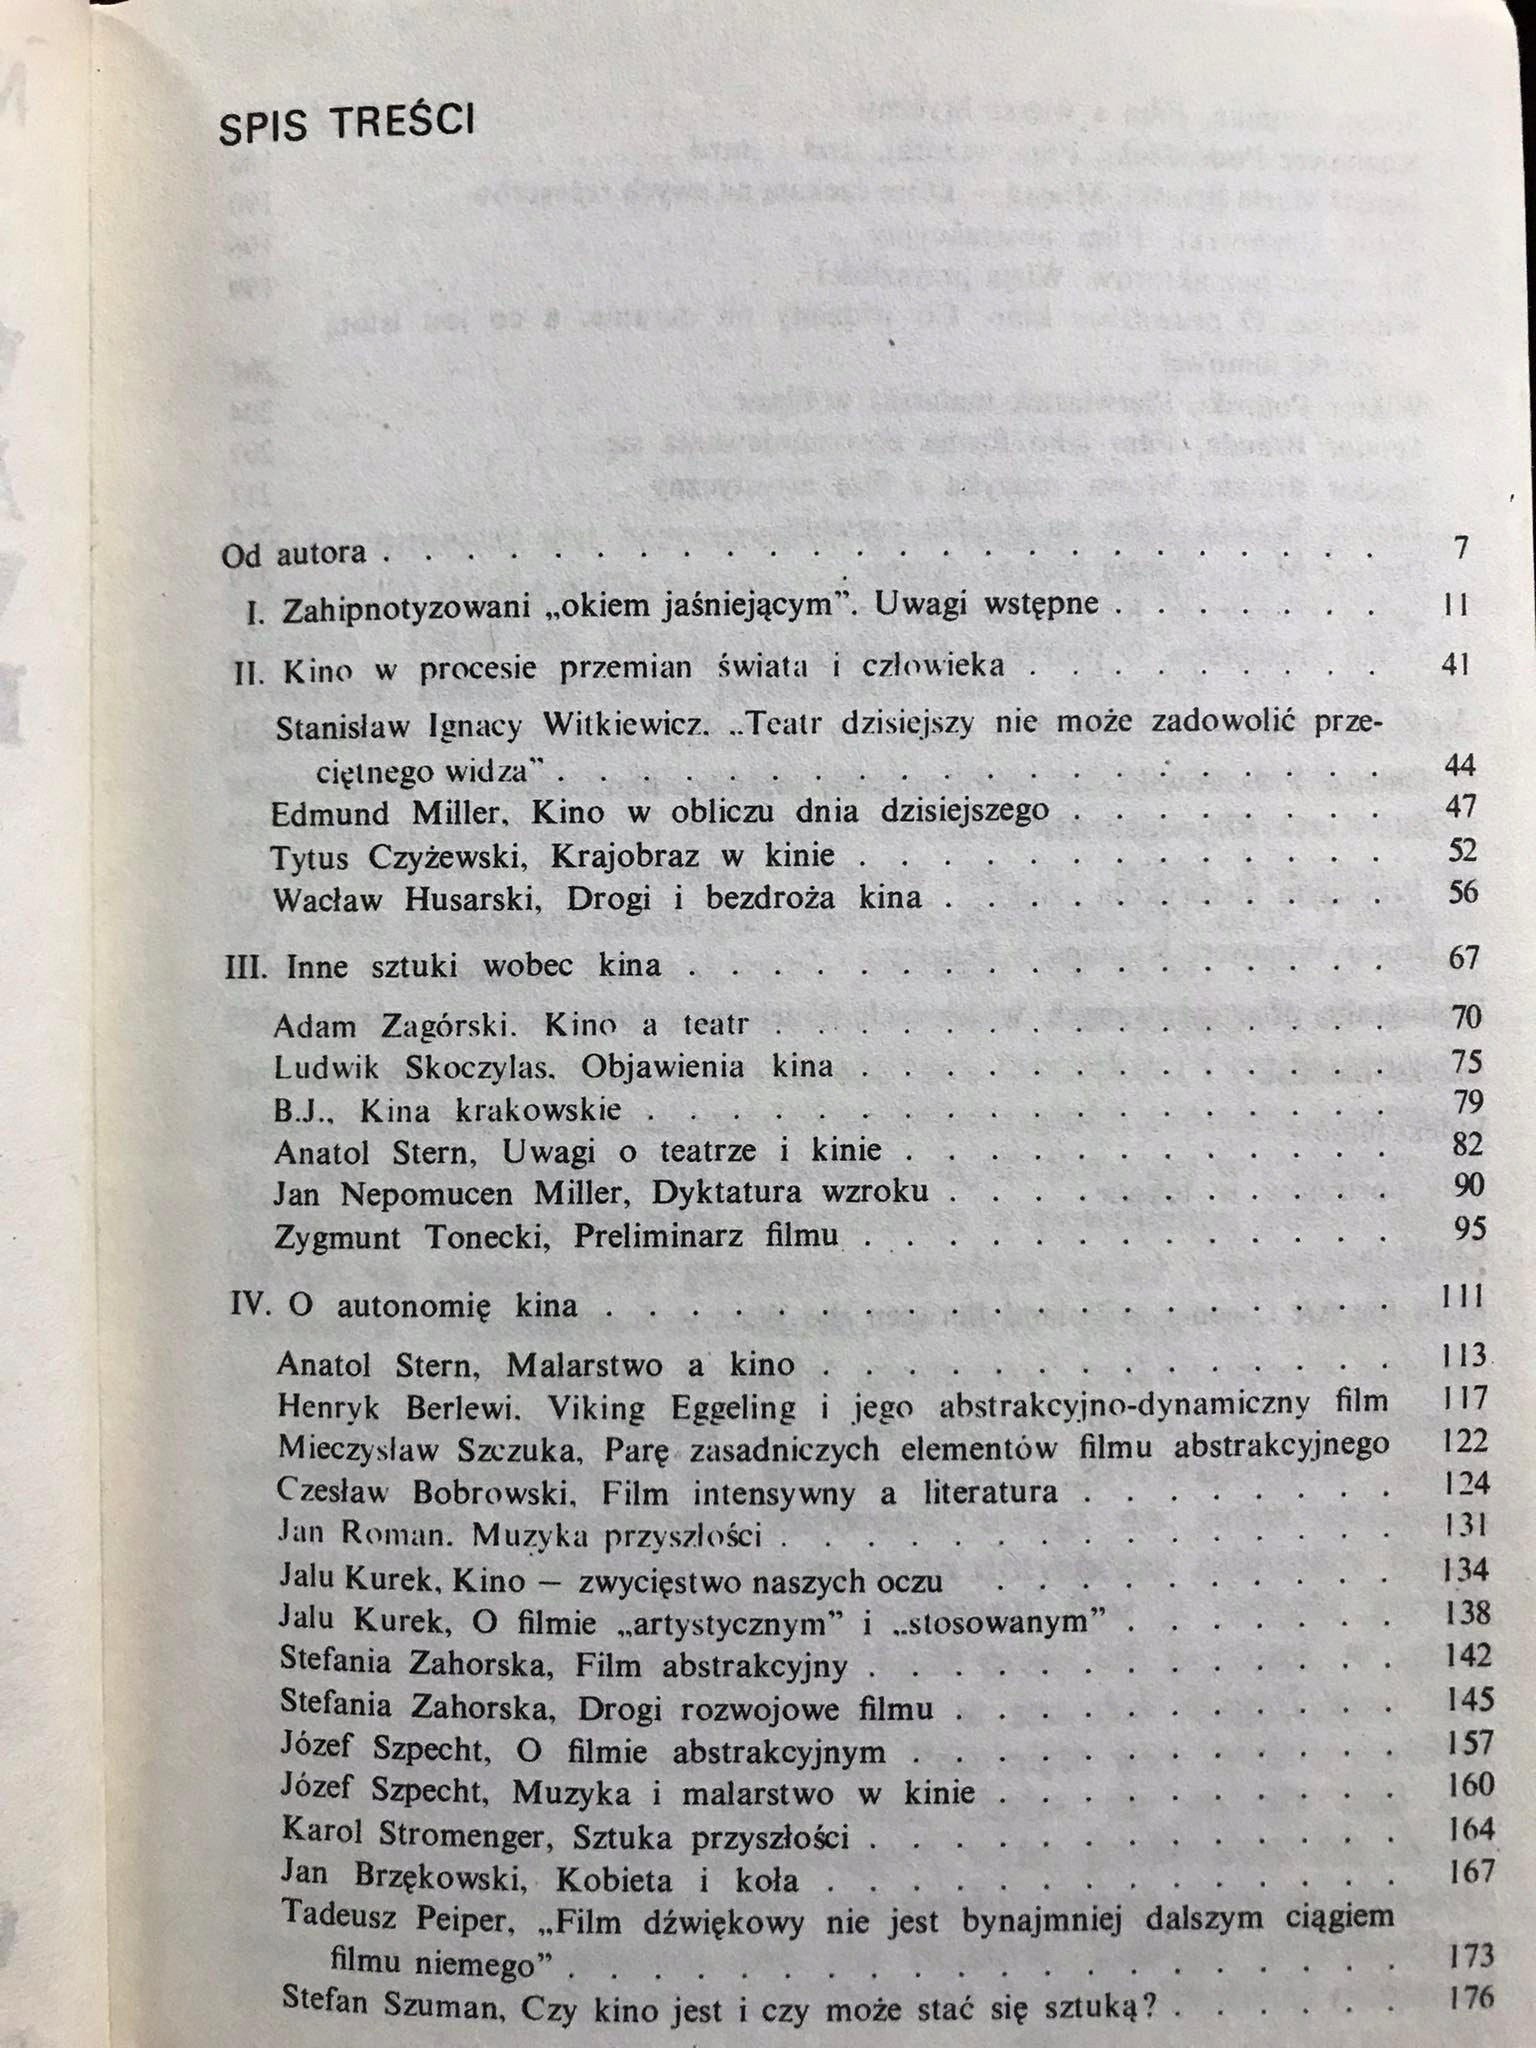 SPIS TREŚCI
Od autora . . . . . . . . . . . . . . . . . . . . . . . . 7
I. Zahipnotyzowani „okiem jaśniejącym”. Uwagi wstępne . . . . . . . 11
II. Kino w procesie przemian świata i człowieka . . . . . . . . . 41
Stanisław Ignacy Witkiewicz, „Teatr dzisiejszy nie może zadowolić prze-
ciętnego widza” . . . . . . . . . . . . . . . . . . . . 44
Edmund Miller, Kino w obliczu dnia dzisiejszego . . . . . . . . 47
Tytus Czyżewski, Krajobraz w kinie . . . . . . . . . . . . . 52
Wacław Husarski, Drogi i bezdroża kina . . . . . . . . . . . 56
III. Inne sztuki wobec kina . . . . . . . . . . . . . . . . . 67
Adam Zagórski. Kino a teatr . . . . . . . . . . . . . . . 70
Ludwik Skoczylas, Objawienia kina . . . . . . . . . . . . . 75
B.J., Kina krakowskie . . . . . . . . . . . . . . . . . . 79
Anatol Stern, Uwagi o teatrze i kinie . . . . . . . . . . . . 82
Jan Nepomucen Miller, Dyktatura wzroku . . . . . . . . . . . 90
Zygmunt Tonecki, Preliminarz filmu . . . . . . . . . . . . . 95
IV. O autonomię kina . . . . . . . . . . . . . . . . . . . 111
Anatol Stern, Malarstwo a kino . . . . . . . . . . . . . . 113
Henryk Berlewi. Viking Eggeling i jego abstrakcyjno-dynamiczny film 117
Mieczysław Szczuka, Parę zasadniczych elementów filmu abstrakcyjnego 122
Czesław Bobrowski, Film intensywny a literatura . . . . . . . . 124
Jan Roman. Muzyka przyszłości . . . . . . . . . . . . . . . 131
Jalu Kurek, Kino — zwycięstwo naszych oczu . . . . . . . . . . 134
Jalu Kurek, O filmie „artystycznym” i „stosowanym” . . . . . . . 138
Stefania Zahorska, Film abstrakcyjny . . . . . . . . . . . . . 142
Stefania Zahorska, Drogi rozwojowe filmu . . . . . . . . . . . 145
Józef Szpecht, O filmie abstrakcyjnym . . . . . . . . . . . . 157
Józef Szpecht, Muzyka i malarstwo w kinie . . . . . . . . . . 160
Karol Stromenger, Sztuka przyszłości . . . . . . . . . . . . . 164
Jan Brzękowski, Kobieta i koła . . . . . . . . . . . . . . 167
Tadeusz Peiper, „Film dźwiękowy nie jest bynajmniej dalszym ciągiem
filmu niemego” . . . . . . . . . . . . . . . . . . . . 173
Stefan Szuman, Czy kino jest i czy może stać się sztuką? . . . . . . 176